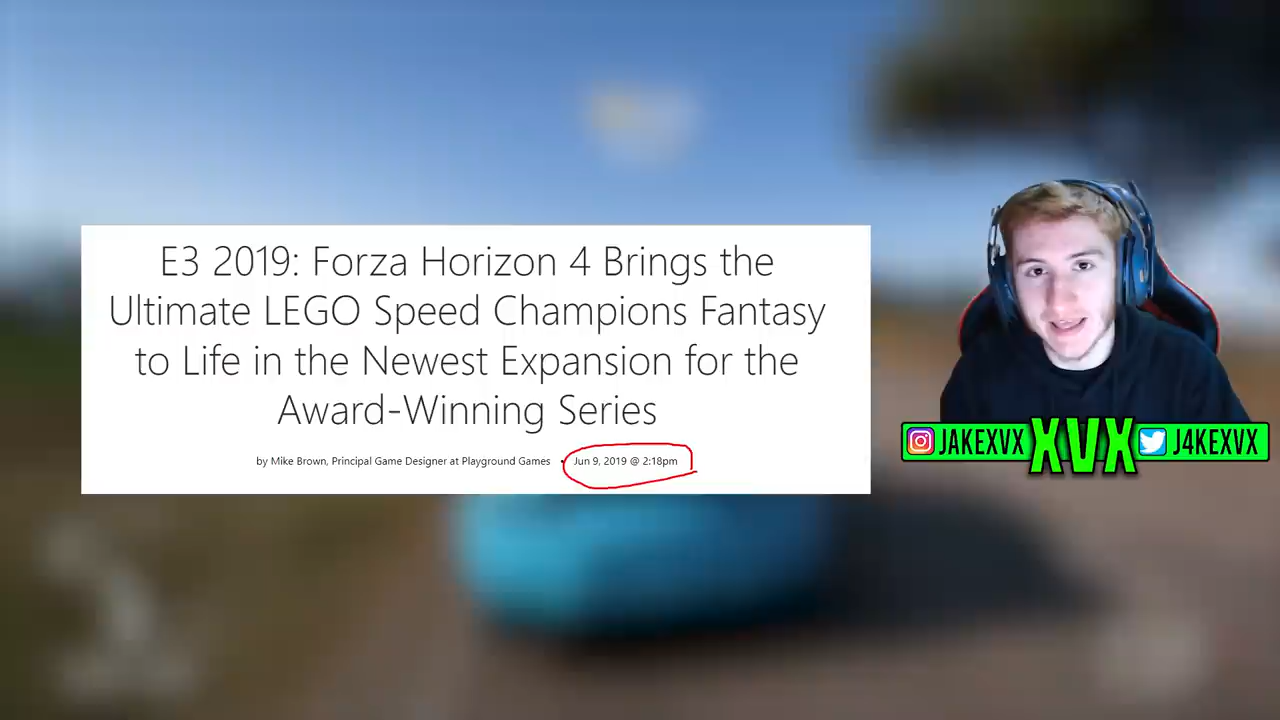 E3 2019: Forza Horizon 4 Brings the
Ultimate LEGO Speed Champions Fantasy
to Life in the Newest Expansion for the
Award-Winning Series
by Mike Brown, Principal Game Designer at Playground Games • Jun 9, 2019 @ 2:18pm
JAKEXVX XVX J4KEXVX